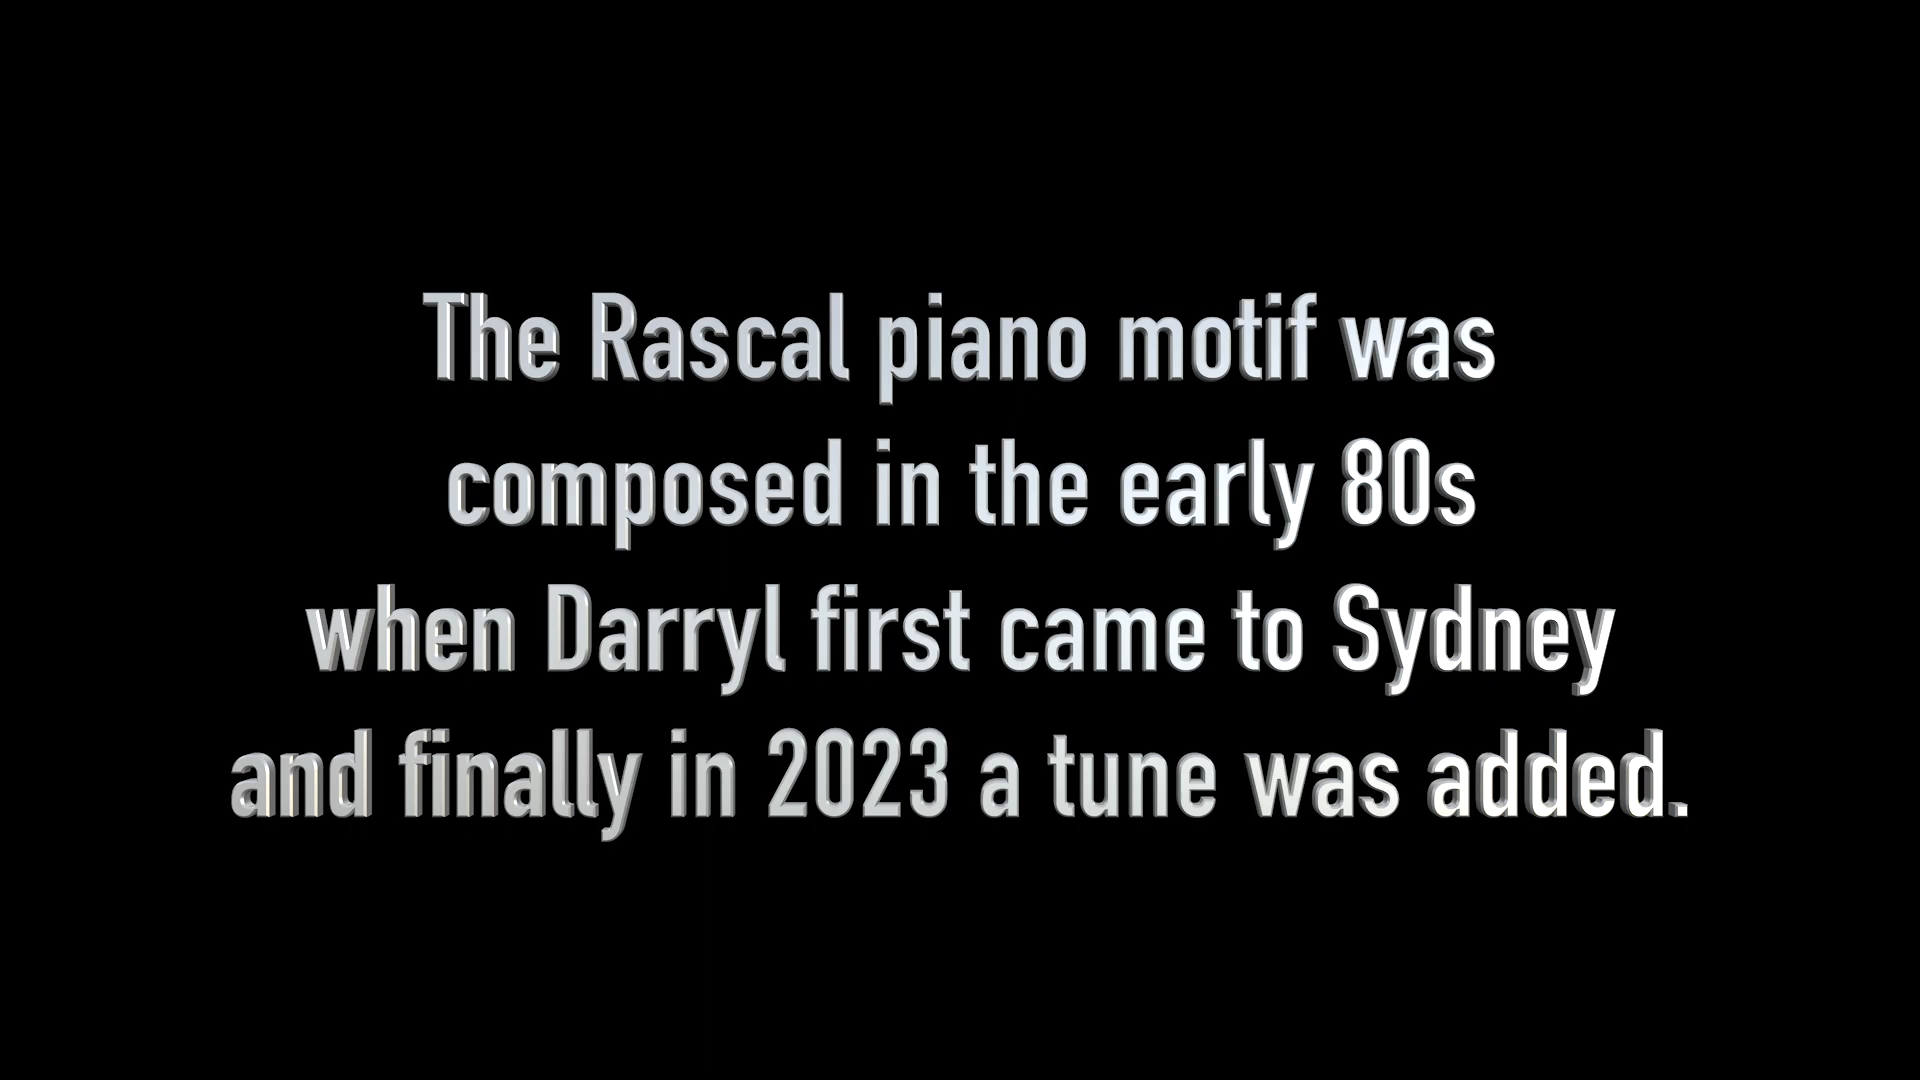 The Rascal piano motif was
composed in the early 80s
when Darryl first came to Sydney
and finally in 2023 a tune was added.